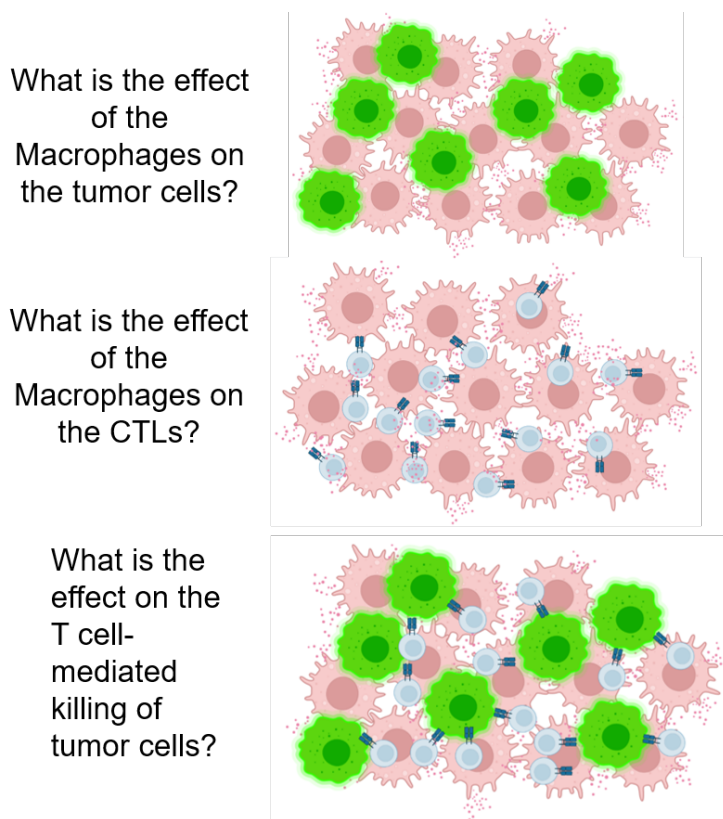 What is the effect
of the
Macrophages on
the tumor cells?
What is the effect
of the
Macrophages on
the CTLs?
What is the
effect on the
T cell-
mediated
killing of
tumor cells?